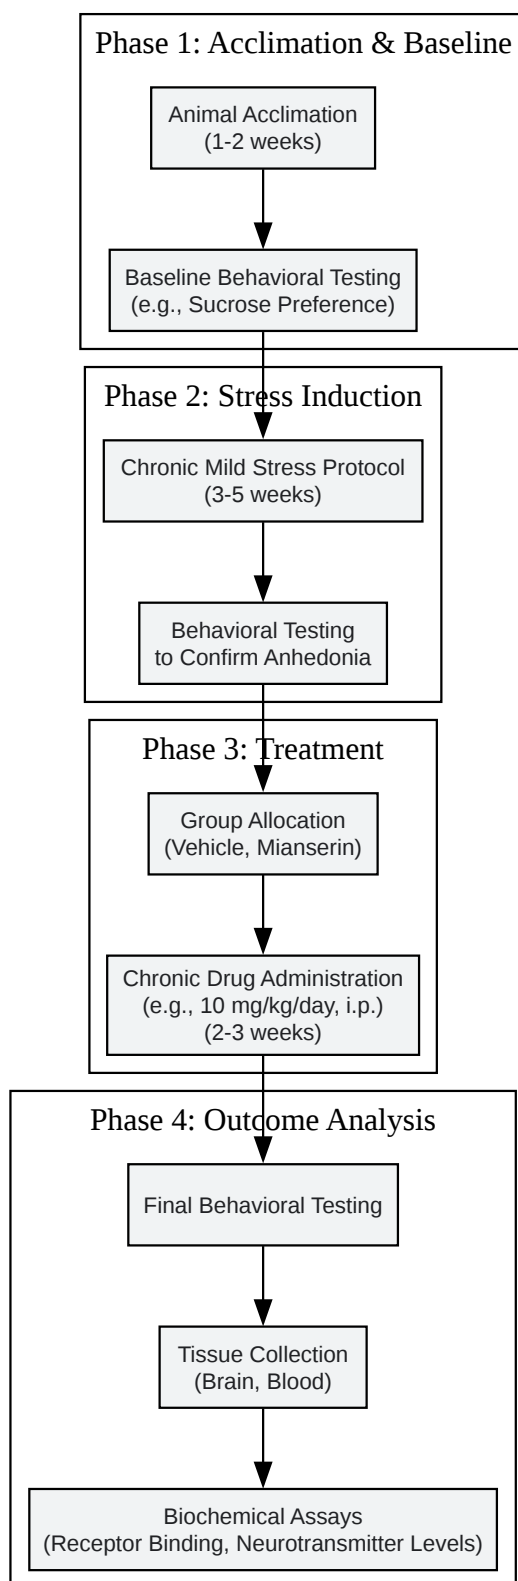 Phase 1: Acclimation & Baseline
Animal Acclimation
(1-2 weeks)
Baseline Behavioral Testing
(e.g., Sucrose Preference)
Phase 2: Stress Induction
Chronic Mild Stress Protocol
(3-5 weeks)
Behavioral Testing
to Confirm Anhedonia
Phase 3: Treatment
Group Allocation
(Vehicle, Mianserin)
Chronic Drug Administration
(e.g., 10 mg/kg/day, i.p.)
(2-3 weeks)
Phase 4: Outcome Analysis
Final Behavioral Testing
Tissue Collection
(Brain, Blood)
Biochemical Assays
(Receptor Binding, Neurotransmitter Levels)